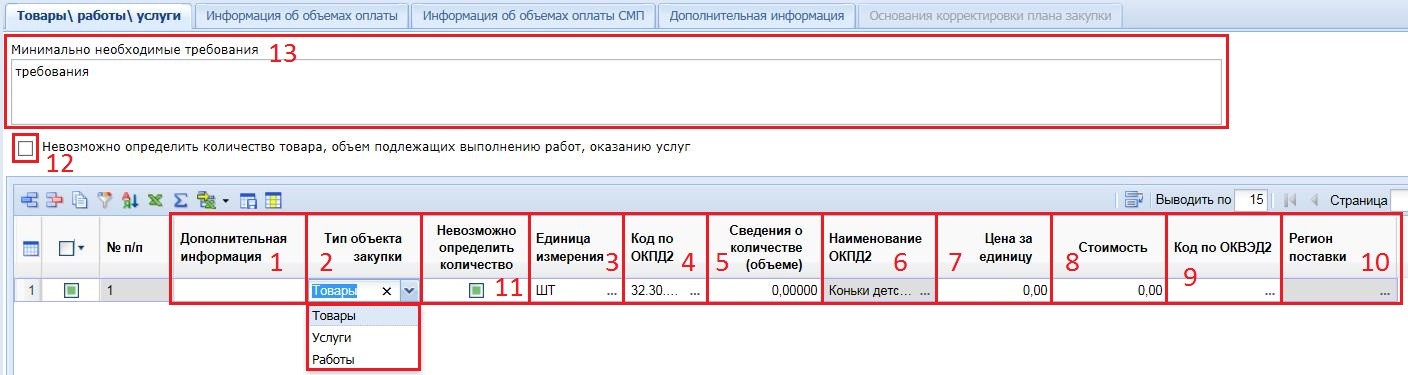 Товары\ работы\ услуги Информация об объемах оплаты Информация об объемах оплаты СМП Дополнительная информация Основания корректировки плана закупки
Минимально необходимые требования 13
требования
Невозможно определить количество товара, объем подлежащих выполнению работ, оказанию услуг
12
Выводить по 15 Страница
№ п/п
Дополнительная информация 1
Тип объекта закупки 2
Невозможно определить количество
Единица измерения 3
Код по ОКПД2 4
Сведения о количестве (объеме) 5
Наименование ОКПД2 6
Цена за единицу 7
Стоимость 8
Код по ОКВЭД2 9
Регион поставки 10
1 1 Товары 11 ШТ ... 32.30.... ... 0,00000 Коньки детс... ... 0,00 0,00 ... ...
Товары
Услуги
Работы